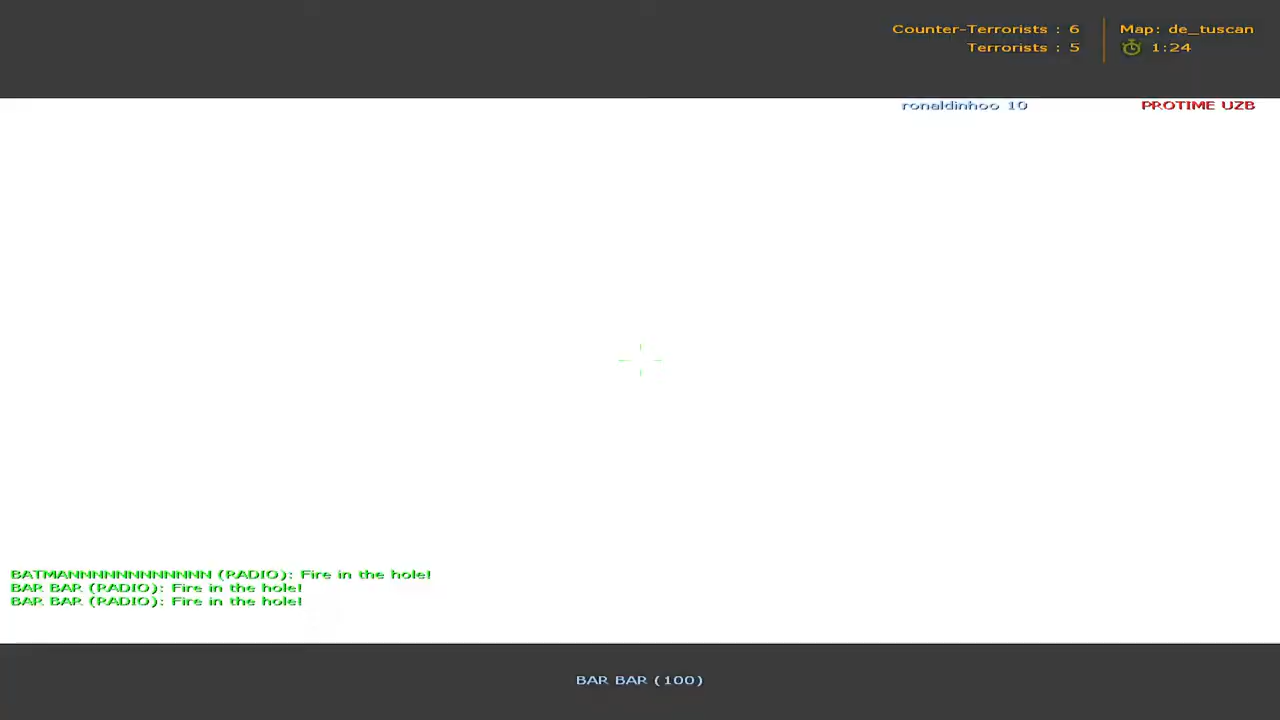 Counter-Terrorists : 6
Terrorists : 5
Map: de_tuscan
1:24
ronaldinhoo 10
PROTIME UZB
BATMANNNNNNNNNNNNN (RADIO): Fire in the hole!
BAR BAR (RADIO): Fire in the hole!
BAR BAR (RADIO): Fire in the hole!
BAR BAR (100)